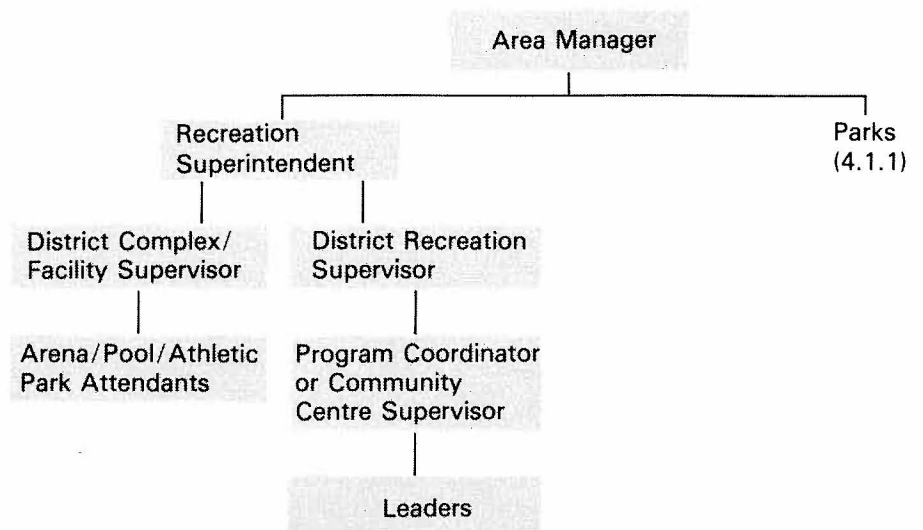 Area Manager
Recreation
Superintendent
Parks
(4.1.1)
District Complex/
Facility Supervisor
District Recreation
Supervisor
Arena/Pool/Athletic
Park Attendants
Program Coordinator
or Community
Centre Supervisor
Leaders